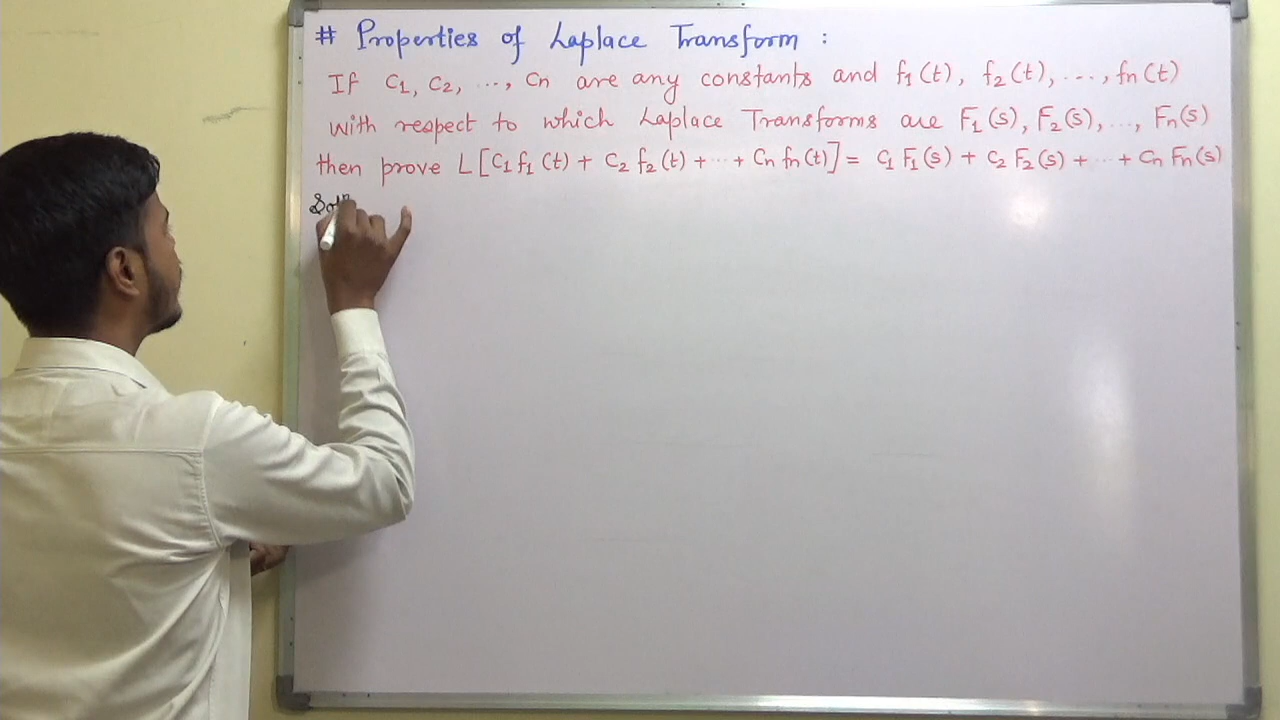 # Properties of Laplace Transform :
If C1, C2, ..., Cn are any constants and f1(t), f2(t), ..., fn(t)
with respect to which Laplace Transforms are F1(s), F2(s), ..., Fn(s)
then prove L[C1 f1(t) + C2 f2(t) + ... + Cn fn(t)] = C1 F1(s) + C2 F2(s) + ... + Cn Fn(s)
Soln